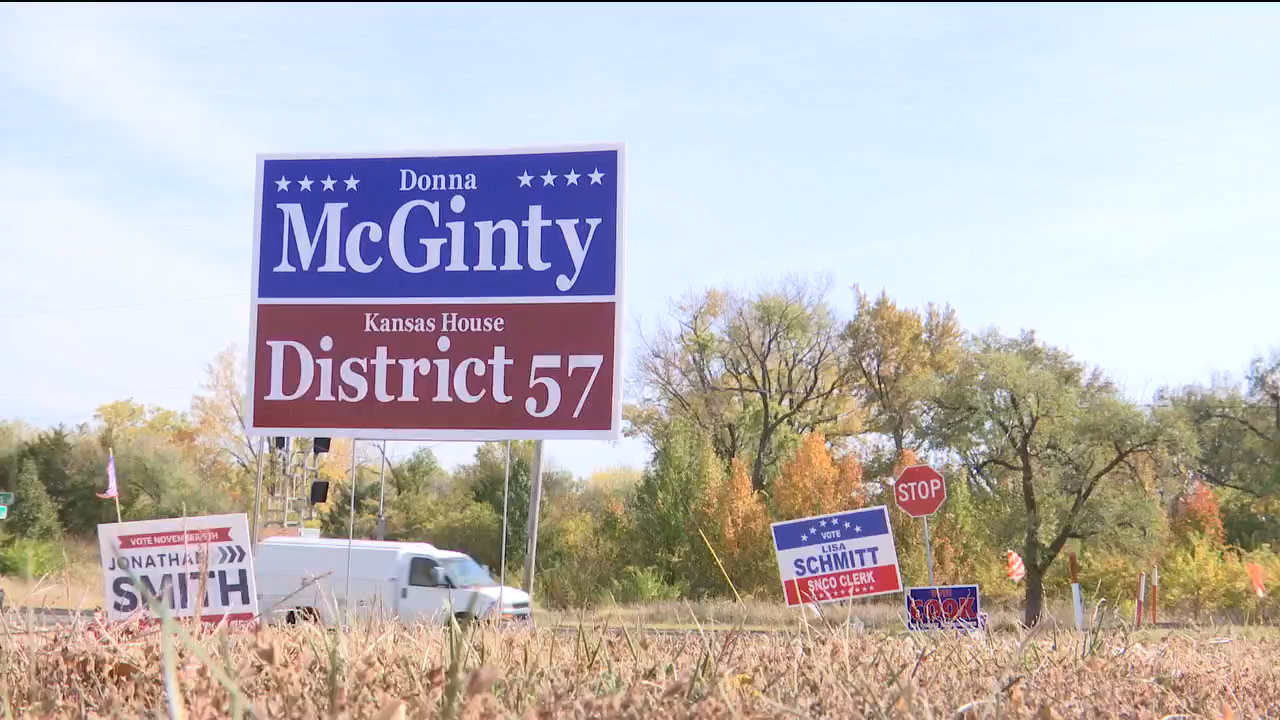 Donna
McGinty
Kansas House
District 57
VOTE NOVEMBER 5TH
JONATHAN
SMITH
VOTE
LISA
SCHMITT
SNCO CLERK
STOP
COOK